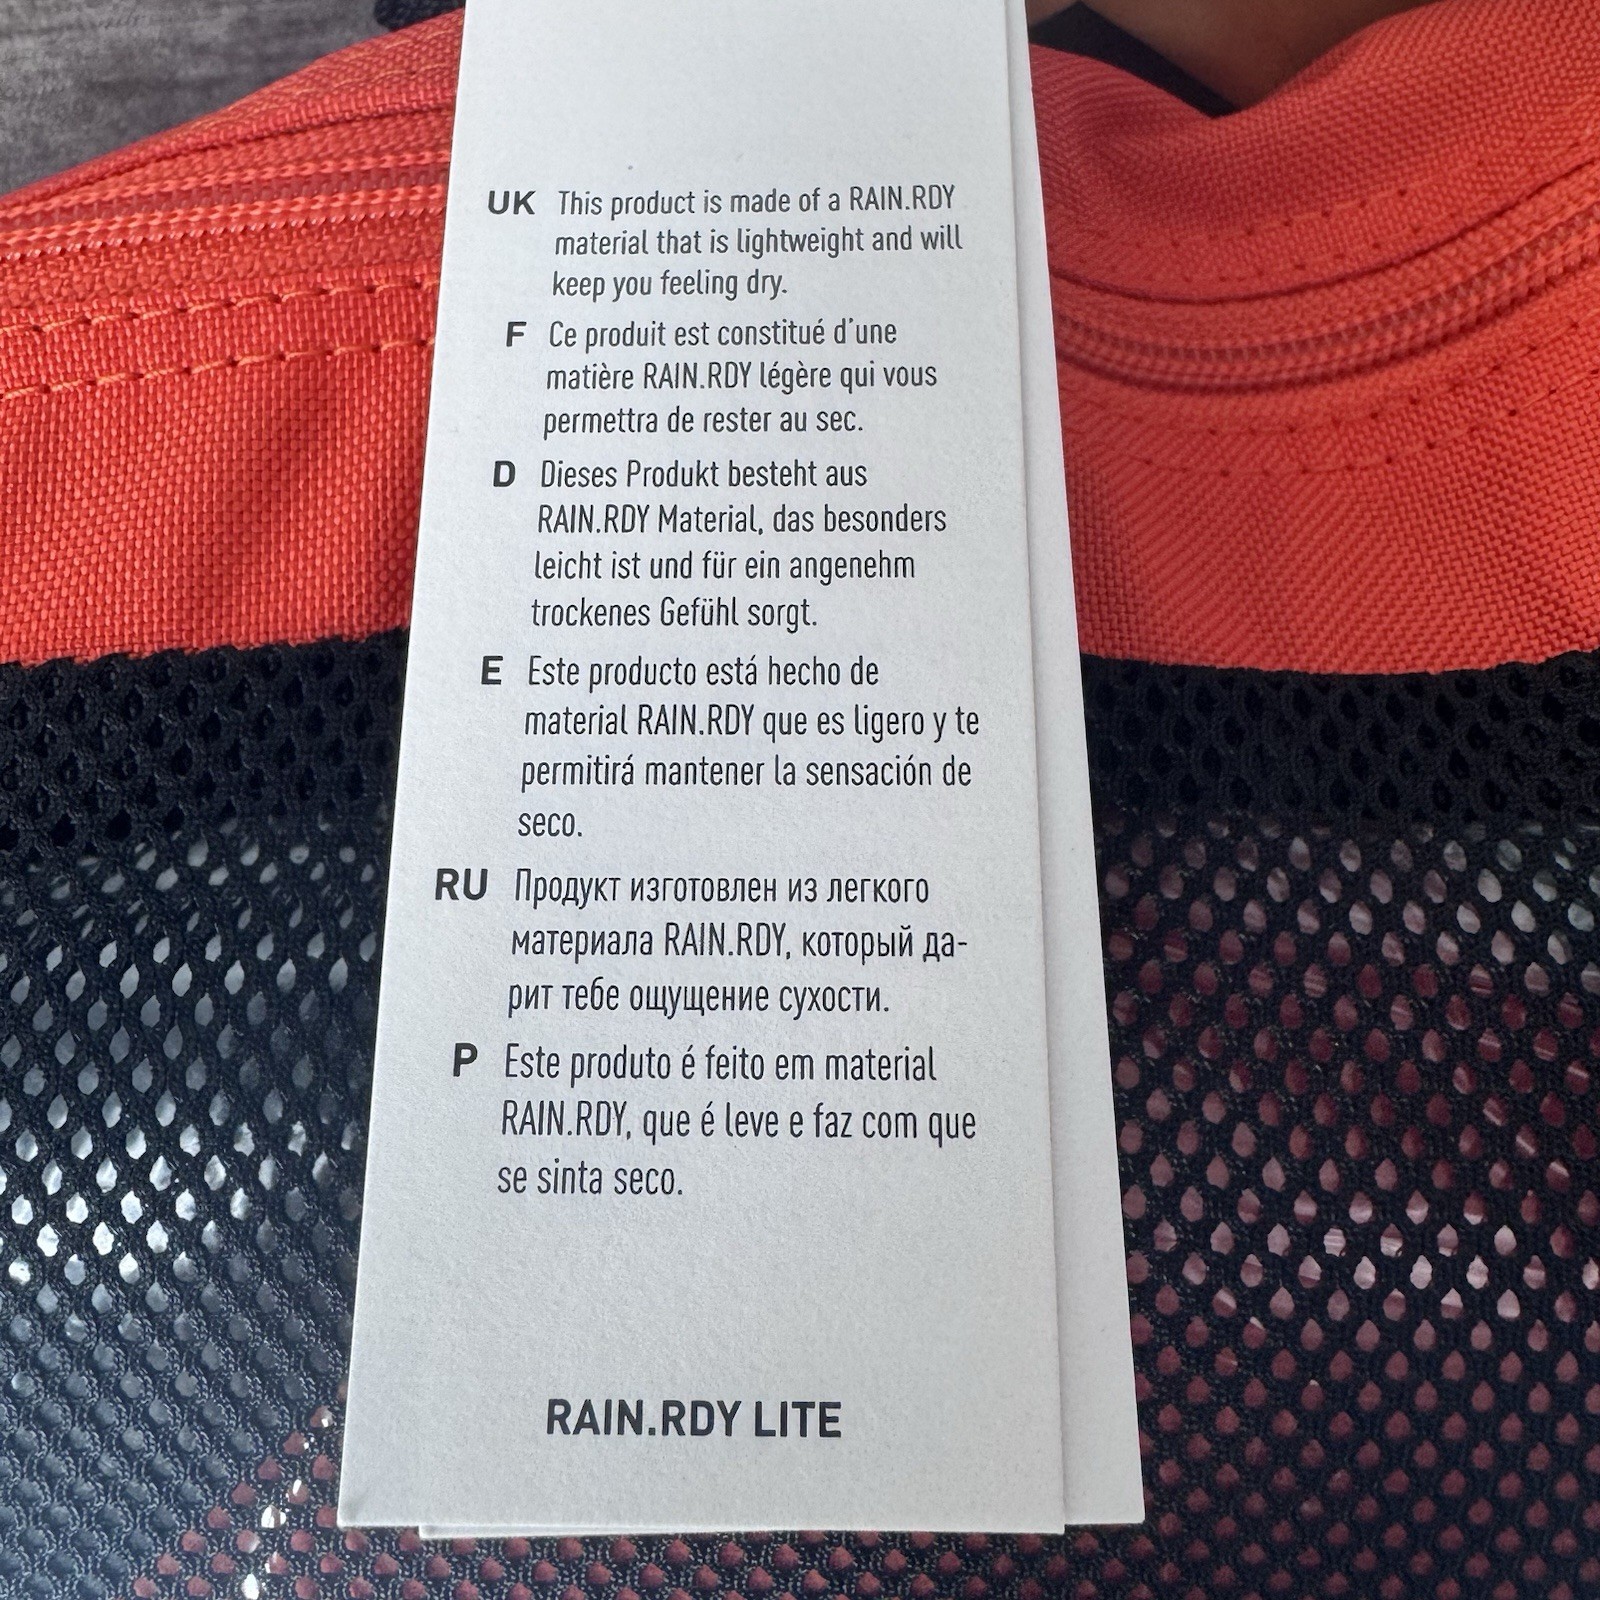 UK This product is made of a RAIN.RDY
material that is lightweight and will
keep you feeling dry.
F Ce produit est constitué d'une
matière RAIN.RDY légère qui vous
permettra de rester au sec.
D Dieses Produkt besteht aus
RAIN.RDY Material, das besonders
leicht ist und für ein angenehm
trockenes Gefühl sorgt.
E Este producto está hecho de
material RAIN.RDY que es ligero y te
permitirá mantener la sensación de
seco.
RU Продукт изготовлен из легкого
материала RAIN.RDY, который да-
рит тебе ощущение сухости.
P Este produto é feito em material
RAIN.RDY, que é leve e faz com que
se sinta seco.
RAIN.RDY LITE